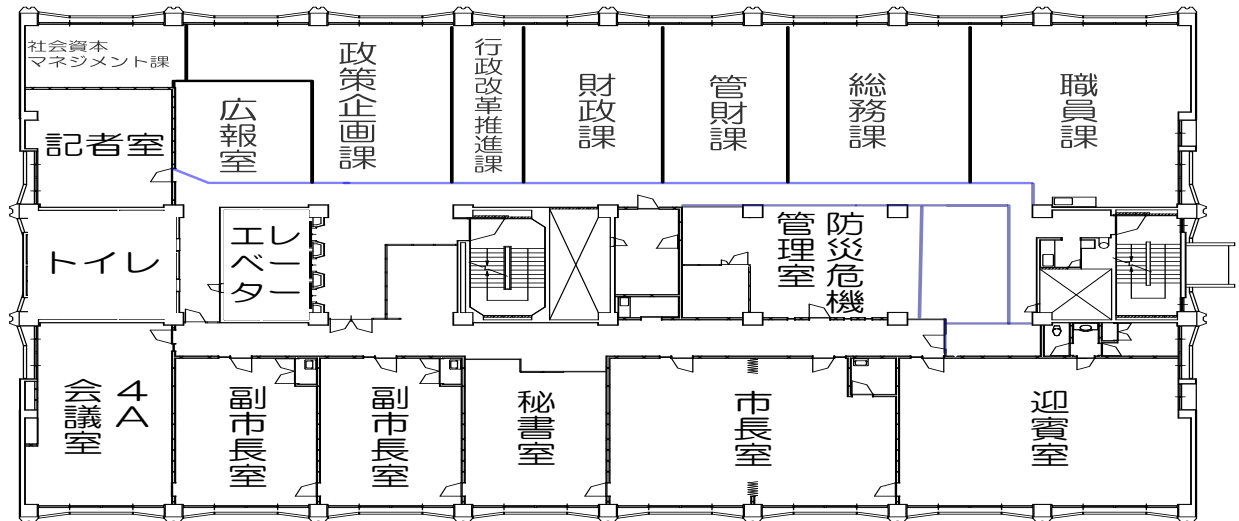 社会資本
マネジメント課
政策企画課
行政改革推進課
財政課
管財課
総務課
職員課
広報室
記者室
トイレ
エレベーター
防災危機
管理室
4A
会議室
副市長室
副市長室
秘書室
市長室
迎賓室